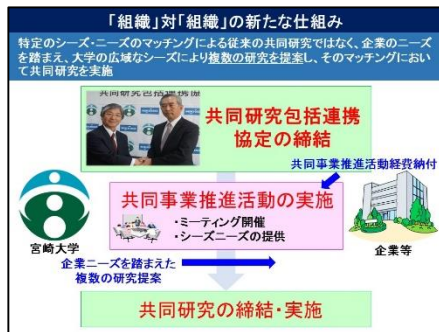 「組織」対「組織」の新たな仕組み
特定のシーズ・ニーズのマッチングによる従来の共同研究ではなく、企業のニーズ
を踏まえ、大学の広域なシーズにより複数の研究を提案し、そのマッチングにおい
て共同研究を実施
共同研究包括連携
協定の締結
共同事業推進活動経費納付
共同事業推進活動の実施
・ミーティング開催
・シーズニーズの提供
宮崎大学
企業等
企業ニーズを踏まえた
複数の研究提案
共同研究の締結・実施